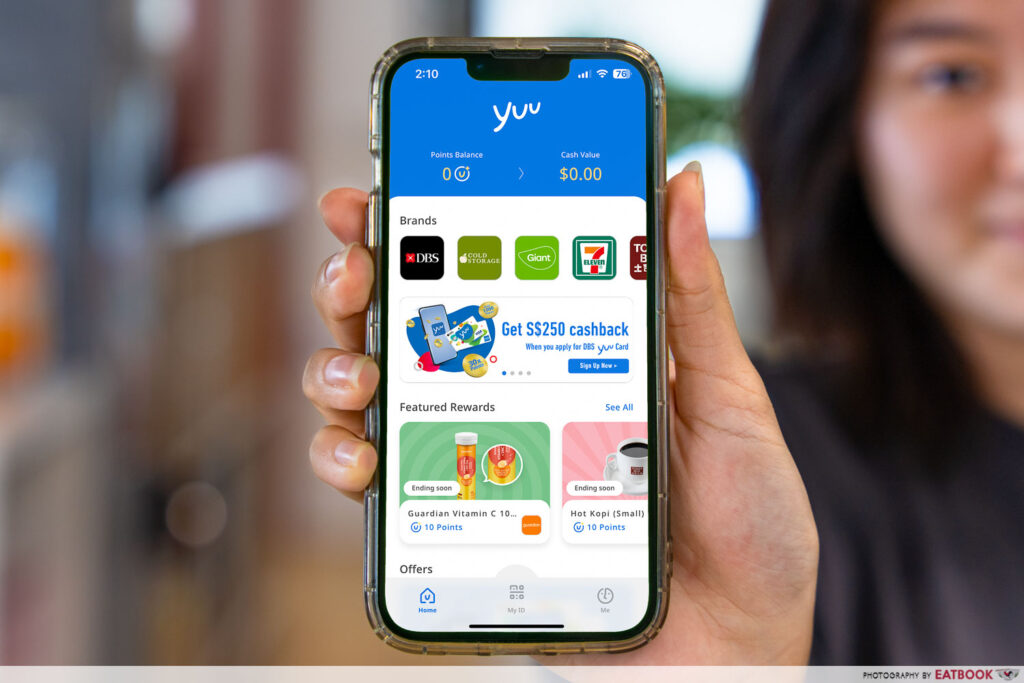 2:10
76
yuu
Points Balance
Cash Value
0
$0.00
Brands
DBS
COLD STORAGE
Giant
7 ELEVEN
TO
B
土司
Get S$250 cashback
When you apply for DBS yuu Card
Sign Up Now >
Featured Rewards
See All
Ending soon
Ending soon
Guardian Vitamin C 10...
Hot Kopi (Small)
10 Points
guardian
10 Points
Offers
Home
My ID
Me
PHOTOGRAPHY BY EATBOOK